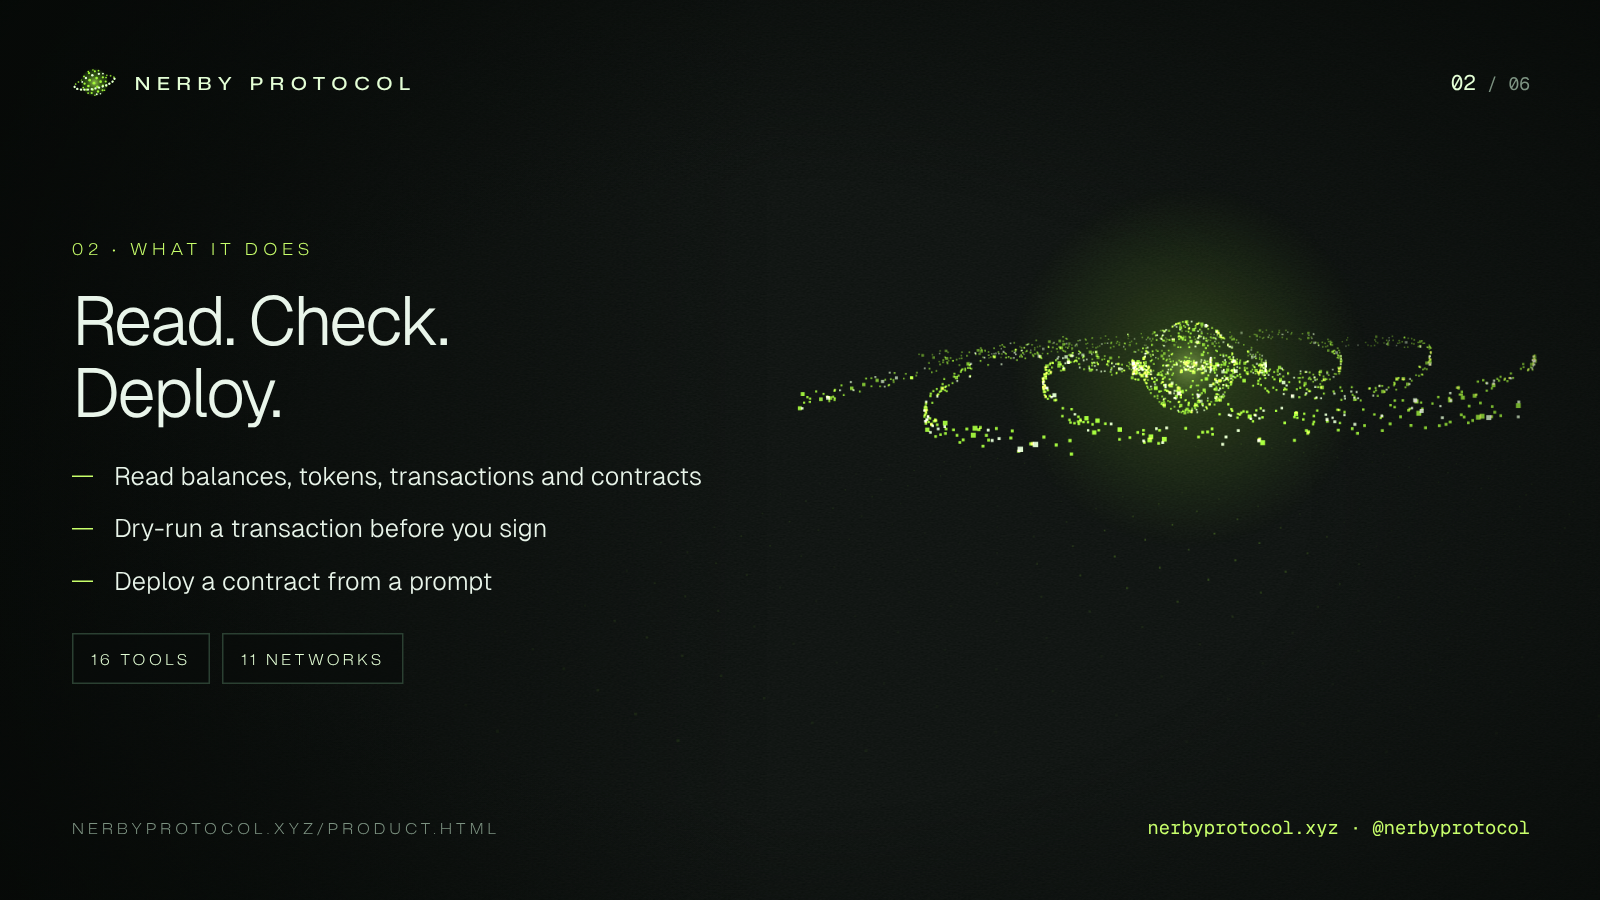 NERBY PROTOCOL
02 / 06
02 · WHAT IT DOES
Read. Check.
Deploy.
— Read balances, tokens, transactions and contracts
— Dry-run a transaction before you sign
— Deploy a contract from a prompt
16 TOOLS
11 NETWORKS
NERBYPROTOCOL.XYZ/PRODUCT.HTML
nerbyprotocol.xyz · @nerbyprotocol